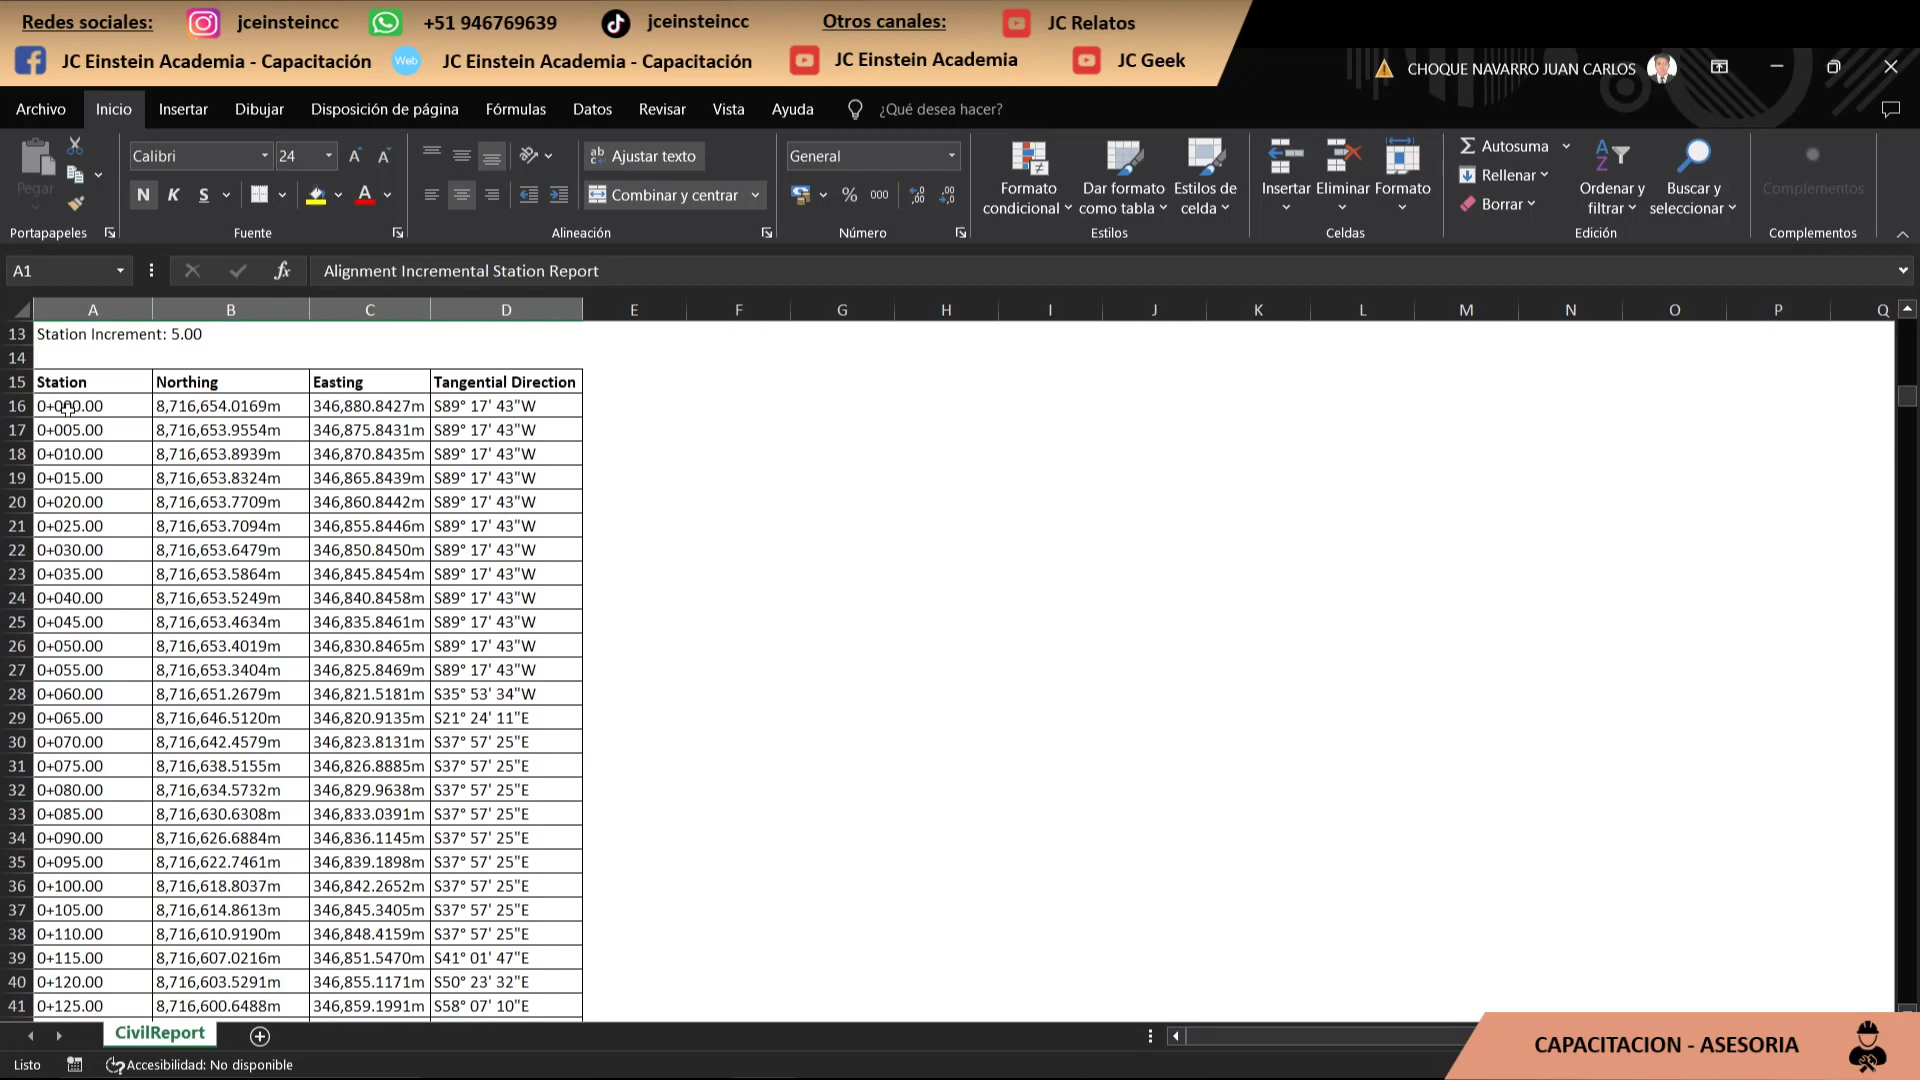 Redes sociales: jceinsteincc +51 946769639 jceinsteincc Otros canales: JC Relatos
JC Einstein Academia - Capacitación Web JC Einstein Academia - Capacitación JC Einstein Academia JC Geek
CHOQUE NAVARRO JUAN CARLOS
Archivo Inicio Insertar Dibujar Disposición de página Fórmulas Datos Revisar Vista Ayuda ¿Qué desea hacer?
Pegar
Portapapeles
Calibri 24 A A
N K S A
Fuente
ab Ajustar texto
Combinar y centrar
Alineación
General
% 000
Número
Formato condicional
Dar formato como tabla
Estilos de celda
Estilos
Insertar Eliminar Formato
Celdas
Autosuma
Rellenar
Borrar
Ordenar y filtrar
Buscar y seleccionar
Edición
Complementos
Complementos
A1 fx Alignment Incremental Station Report
A B C D E F G H I J K L M N O P Q
13 Station Increment: 5.00
14
15 Station Northing Easting Tangential Direction
16 0+000.00 8,716,654.0169m 346,880.8427m S89° 17' 43"W
17 0+005.00 8,716,653.9554m 346,875.8431m S89° 17' 43"W
18 0+010.00 8,716,653.8939m 346,870.8435m S89° 17' 43"W
19 0+015.00 8,716,653.8324m 346,865.8439m S89° 17' 43"W
20 0+020.00 8,716,653.7709m 346,860.8442m S89° 17' 43"W
21 0+025.00 8,716,653.7094m 346,855.8446m S89° 17' 43"W
22 0+030.00 8,716,653.6479m 346,850.8450m S89° 17' 43"W
23 0+035.00 8,716,653.5864m 346,845.8454m S89° 17' 43"W
24 0+040.00 8,716,653.5249m 346,840.8458m S89° 17' 43"W
25 0+045.00 8,716,653.4634m 346,835.8461m S89° 17' 43"W
26 0+050.00 8,716,653.4019m 346,830.8465m S89° 17' 43"W
27 0+055.00 8,716,653.3404m 346,825.8469m S89° 17' 43"W
28 0+060.00 8,716,651.2679m 346,821.5181m S35° 53' 34"W
29 0+065.00 8,716,646.5120m 346,820.9135m S21° 24' 11"E
30 0+070.00 8,716,642.4579m 346,823.8131m S37° 57' 25"E
31 0+075.00 8,716,638.5155m 346,826.8885m S37° 57' 25"E
32 0+080.00 8,716,634.5732m 346,829.9638m S37° 57' 25"E
33 0+085.00 8,716,630.6308m 346,833.0391m S37° 57' 25"E
34 0+090.00 8,716,626.6884m 346,836.1145m S37° 57' 25"E
35 0+095.00 8,716,622.7461m 346,839.1898m S37° 57' 25"E
36 0+100.00 8,716,618.8037m 346,842.2652m S37° 57' 25"E
37 0+105.00 8,716,614.8613m 346,845.3405m S37° 57' 25"E
38 0+110.00 8,716,610.9190m 346,848.4159m S37° 57' 25"E
39 0+115.00 8,716,607.0216m 346,851.5470m S41° 01' 47"E
40 0+120.00 8,716,603.5291m 346,855.1171m S50° 23' 32"E
41 0+125.00 8,716,600.6488m 346,859.1991m S58° 07' 10"E
CivilReport
Listo Accesibilidad: No disponible
CAPACITACION - ASESORIA